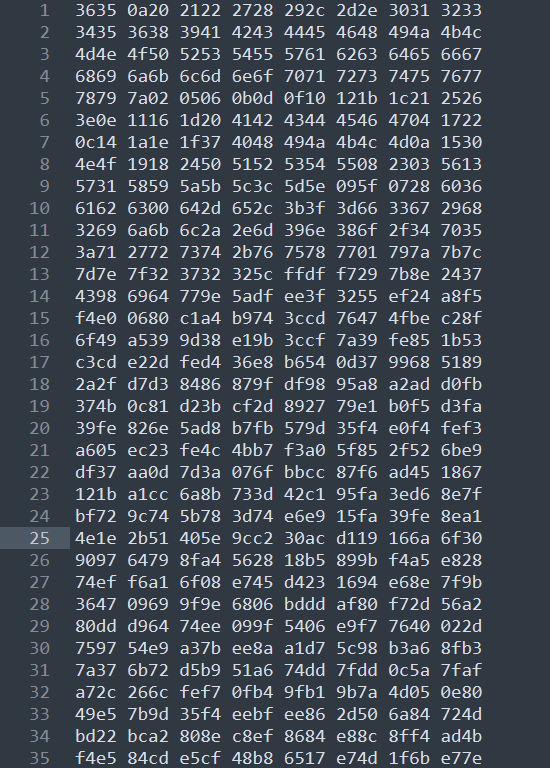 1 3635 0a20 2122 2728 292c 2d2e 3031 3233
2 3435 3638 3941 4243 4445 4648 494a 4b4c
3 4d4e 4f50 5253 5455 5761 6263 6465 6667
4 6869 6a6b 6c6d 6e6f 7071 7273 7475 7677
5 7879 7a02 0506 0b0d 0f10 121b 1c21 2526
6 3e0e 1116 1d20 4142 4344 4546 4704 1722
7 0c14 1a1e 1f37 4048 494a 4b4c 4d0a 1530
8 4e4f 1918 2450 5152 5354 5508 2303 5613
9 5731 5859 5a5b 5c3c 5d5e 095f 0728 6036
10 6162 6300 642d 652c 3b3f 3d66 3367 2968
11 3269 6a6b 6c2a 2e6d 396e 386f 2f34 7035
12 3a71 2772 7374 2b76 7578 7701 797a 7b7c
13 7d7e 7f32 3732 325c ffdf f729 7b8e 2437
14 4398 6964 779e 5adf ee3f 3255 ef24 a8f5
15 f4e0 0680 c1a4 b974 3ccd 7647 4fbe c28f
16 6f49 a539 9d38 e19b 3ccf 7a39 fe85 1b53
17 c3cd e22d fed4 36e8 b654 0d37 9968 5189
18 2a2f d7d3 8486 879f df98 95a8 a2ad d0fb
19 374b 0c81 d23b cf2d 8927 79e1 b0f5 d3fa
20 39fe 826e 5ad8 b7fb 579d 35f4 e0f4 fef3
21 a605 ec23 fe4c 4bb7 f3a0 5f85 2f52 6be9
22 df37 aa0d 7d3a 076f bbcc 87f6 ad45 1867
23 121b a1cc 6a8b 733d 42c1 95fa 3ed6 8e7f
24 bf72 9c74 5b78 3d74 e6e9 15fa 39fe 8ea1
25 4e1e 2b51 405e 9cc2 30ac d119 166a 6f30
26 9097 6479 8fa4 5628 18b5 899b f4a5 e828
27 74ef f6a1 6f08 e745 d423 1694 e68e 7f9b
28 3647 0969 9f9e 6806 bddd af80 f72d 56a2
29 80dd d964 74ee 099f 5406 e9f7 7640 022d
30 7597 54e9 a37b ee8a a1d7 5c98 b3a6 8fb3
31 7a37 6b72 d5b9 51a6 74dd 7fdd 0c5a 7faf
32 a72c 266c fef7 0fb4 9fb1 9b7a 4d05 0e80
33 49e5 7b9d 35f4 eebf ee86 2d50 6a84 724d
34 bd22 bca2 808e c8ef 8684 e88c 8ff4 ad4b
35 f4e5 84cd e5cf 48b8 6517 e74d 1f6b e77e